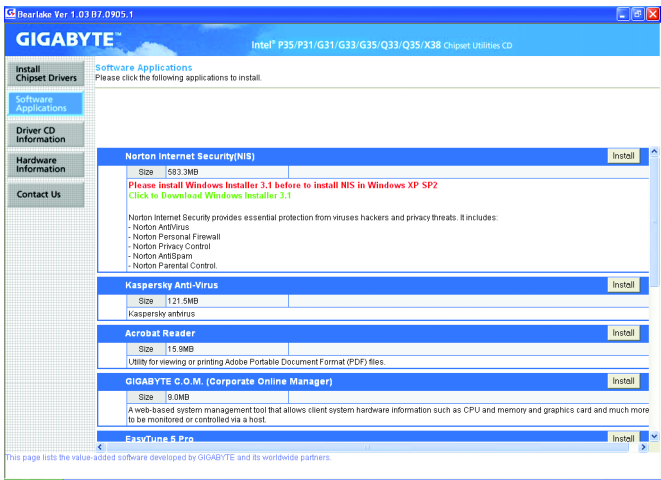 Bearlake Ver 1.03 B7.0905.1
GIGABYTE™
Intel® P35/P31/G31/G33/G35/Q33/Q35/X38 Chipset Utilities CD
Install
Chipset Drivers
Software
Applications
Driver CD
Information
Hardware
Information
Contact Us
Software Applications
Please click the following applications to install.
Norton Internet Security(NIS) Install
Size 583.3MB
Please install Windows Installer 3.1 before to install NIS in Windows XP SP2
Click to Download Windows Installer 3.1
Norton Internet Security provides essential protection from viruses hackers and privacy threats. It includes:
- Norton AntiVirus
- Norton Personal Firewall
- Norton Privacy Control
- Norton AntiSpam
- Norton Parental Control.
Kaspersky Anti-Virus Install
Size 121.5MB
Kaspersky antivirus
Acrobat Reader Install
Size 15.9MB
Utility for viewing or printing Adobe Portable Document Format (PDF) files.
GIGABYTE C.O.M. (Corporate Online Manager) Install
Size 9.0MB
A web-based system management tool that allows client system hardware information such as CPU and memory and graphics card and much more
to be monitored or controlled via a host.
EasyTune 5 Pro Install
This page lists the value-added software developed by GIGABYTE and its worldwide partners.